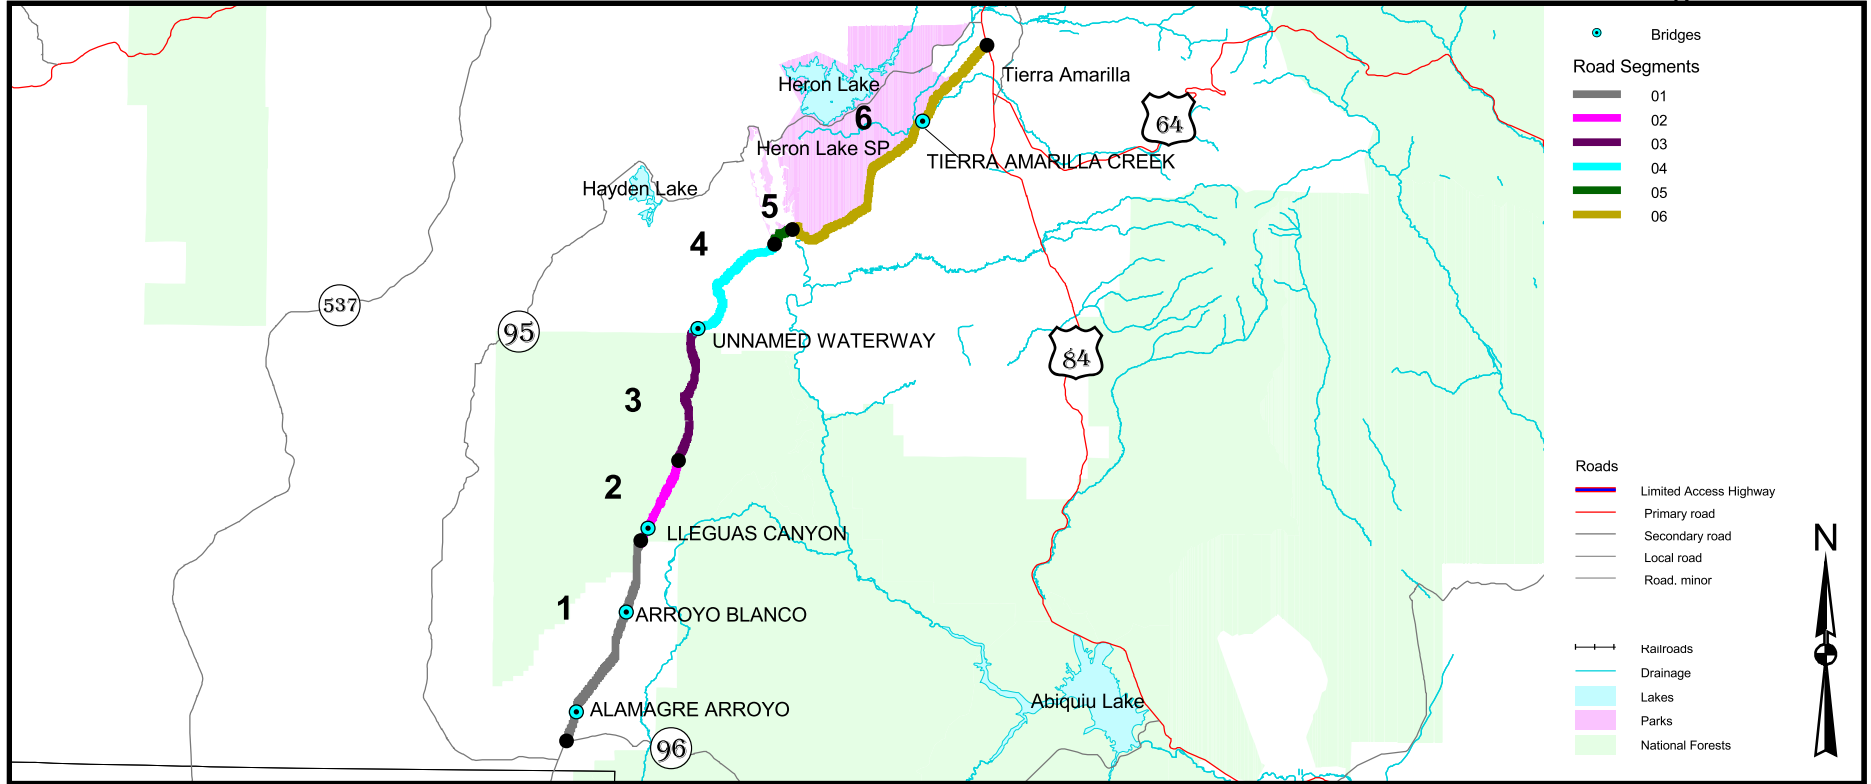 Bridges
Road Segments
01
02
03
04
05
06
Heron Lake
Tierra Amarilla
64
6
Heron Lake SP
TIERRA AMARILLA CREEK
Hayden Lake
5
4
537
95
UNNAMED WATERWAY
84
3
2
LLEGUAS CANYON
1
ARROYO BLANCO
ALAMAGRE ARROYO
Abiquiu Lake
96
Roads
Limited Access Highway
Primary road
Secondary road
Local road
Road, minor
Railroads
Drainage
Lakes
Parks
National Forests
N